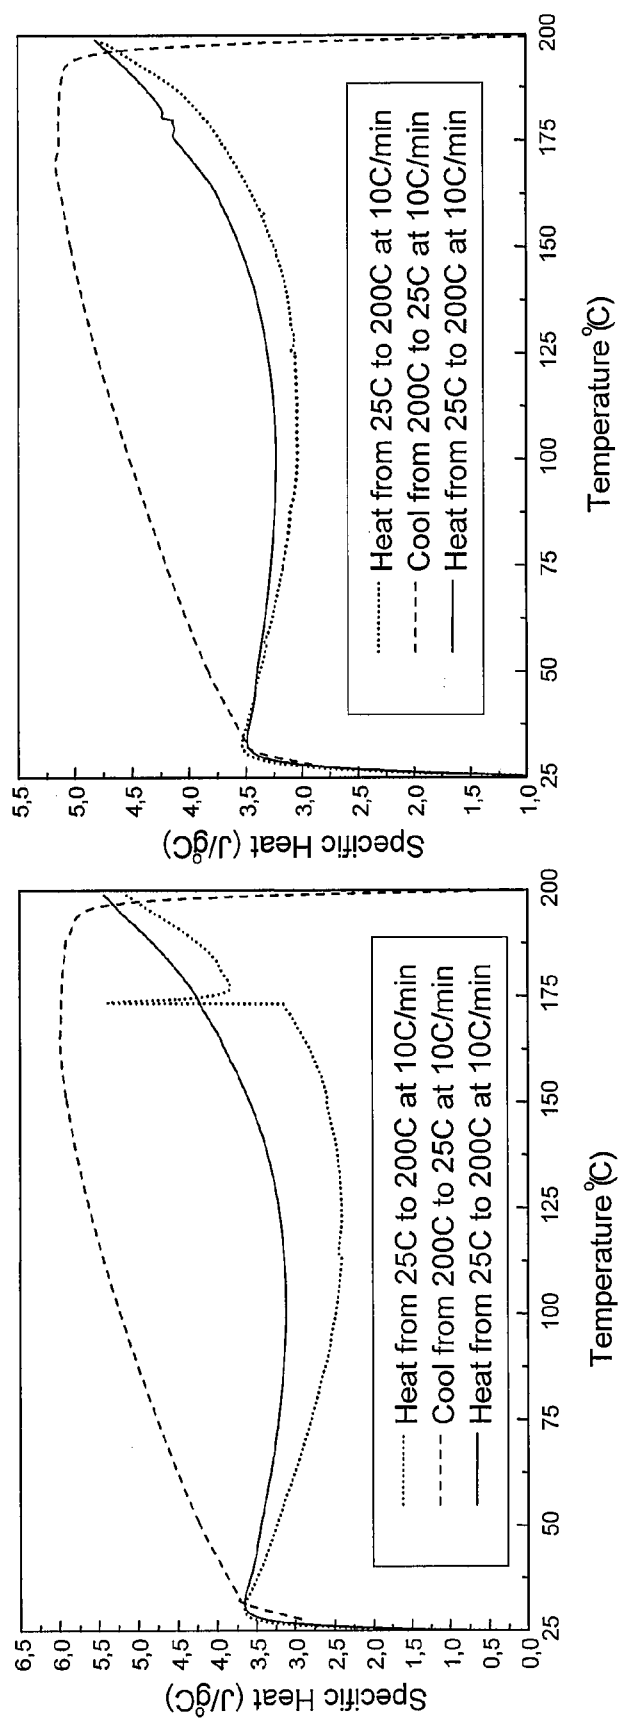 Specific Heat (J/g°C)
6,5
6,0
5,5
5,0
4,5
4,0
3,5
3,0
2,5
2,0
1,5
1,0
0,5
0,0
Heat from 25C to 200C at 10C/min
Cool from 200C to 25C at 10C/min
Heat from 25C to 200C at 10C/min
25 50 75 100 125 150 175 200
Temperature °(C)
Specific Heat (J/g°C)
5,5
5,0
4,5
4,0
3,5
3,0
2,5
2,0
1,5
1,0
Heat from 25C to 200C at 10C/min
Cool from 200C to 25C at 10C/min
Heat from 25C to 200C at 10C/min
25 50 75 100 125 150 175 200
Temperature °(C)